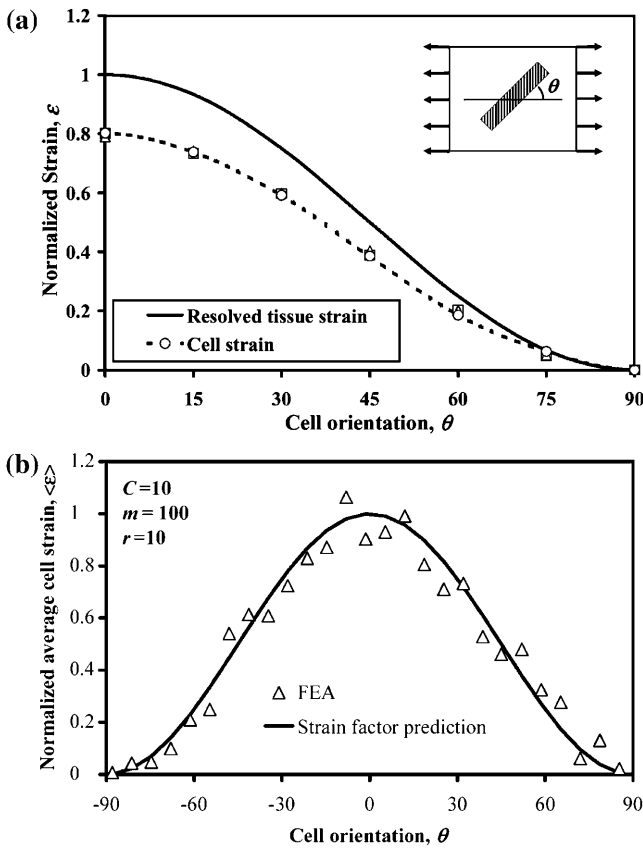 (a)
1.2
1
0.8
0.6
0.4
0.2
0
Normalized Strain, ε
θ
Resolved tissue strain
Cell strain
0 15 30 45 60 75 90
Cell orientation, θ
(b)
1.2
1
0.8
0.6
0.4
0.2
0
Normalized average cell strain, <ε>
C=10
m = 100
r=10
FEA
Strain factor prediction
-90 -60 -30 0 30 60 90
Cell orientation, θ